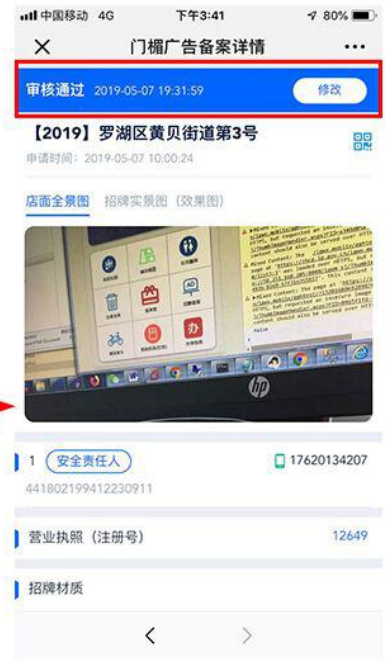 中国移动 4G 下午3:41 80%
门楣广告备案详情
审核通过 2019-05-07 19:31:59 修改
【2019】罗湖区黄贝街道第3号
申请时间：2019-05-07 10:00:24
店面全景图 招牌实景图（效果图）
hp
1 安全责任人 17620134207
441802199412230911
营业执照（注册号） 12649
招牌材质